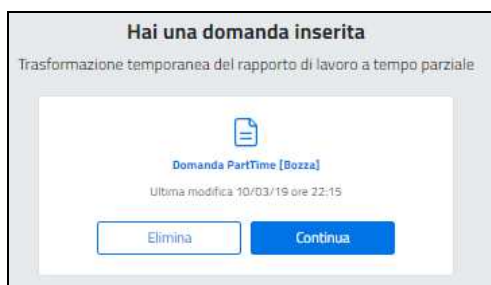 Hai una domanda inserita
Trasformazione temporanea del rapporto di lavoro a tempo parziale
Domanda PartTime [Bozza]
Ultima modifica 10/03/19 ore 22:15
Elimina
Continua